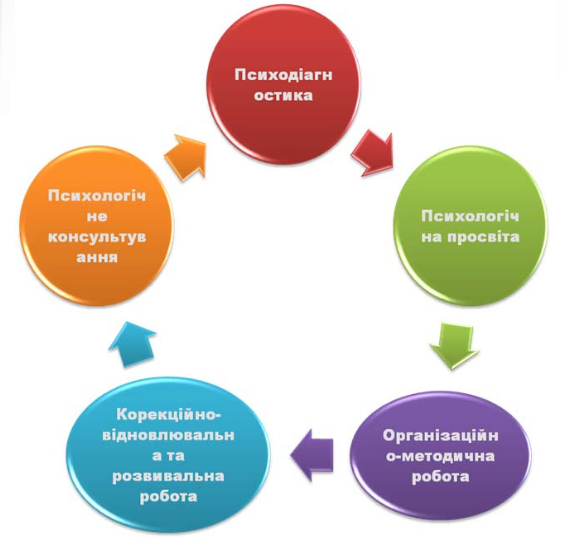 Психодіагн
остика
Психологіч
на просвіта
Організаційн
о-методична
робота
Корекційно-
відновлювальн
а та
розвивальна
робота
Психологіч
не
консультув
ання